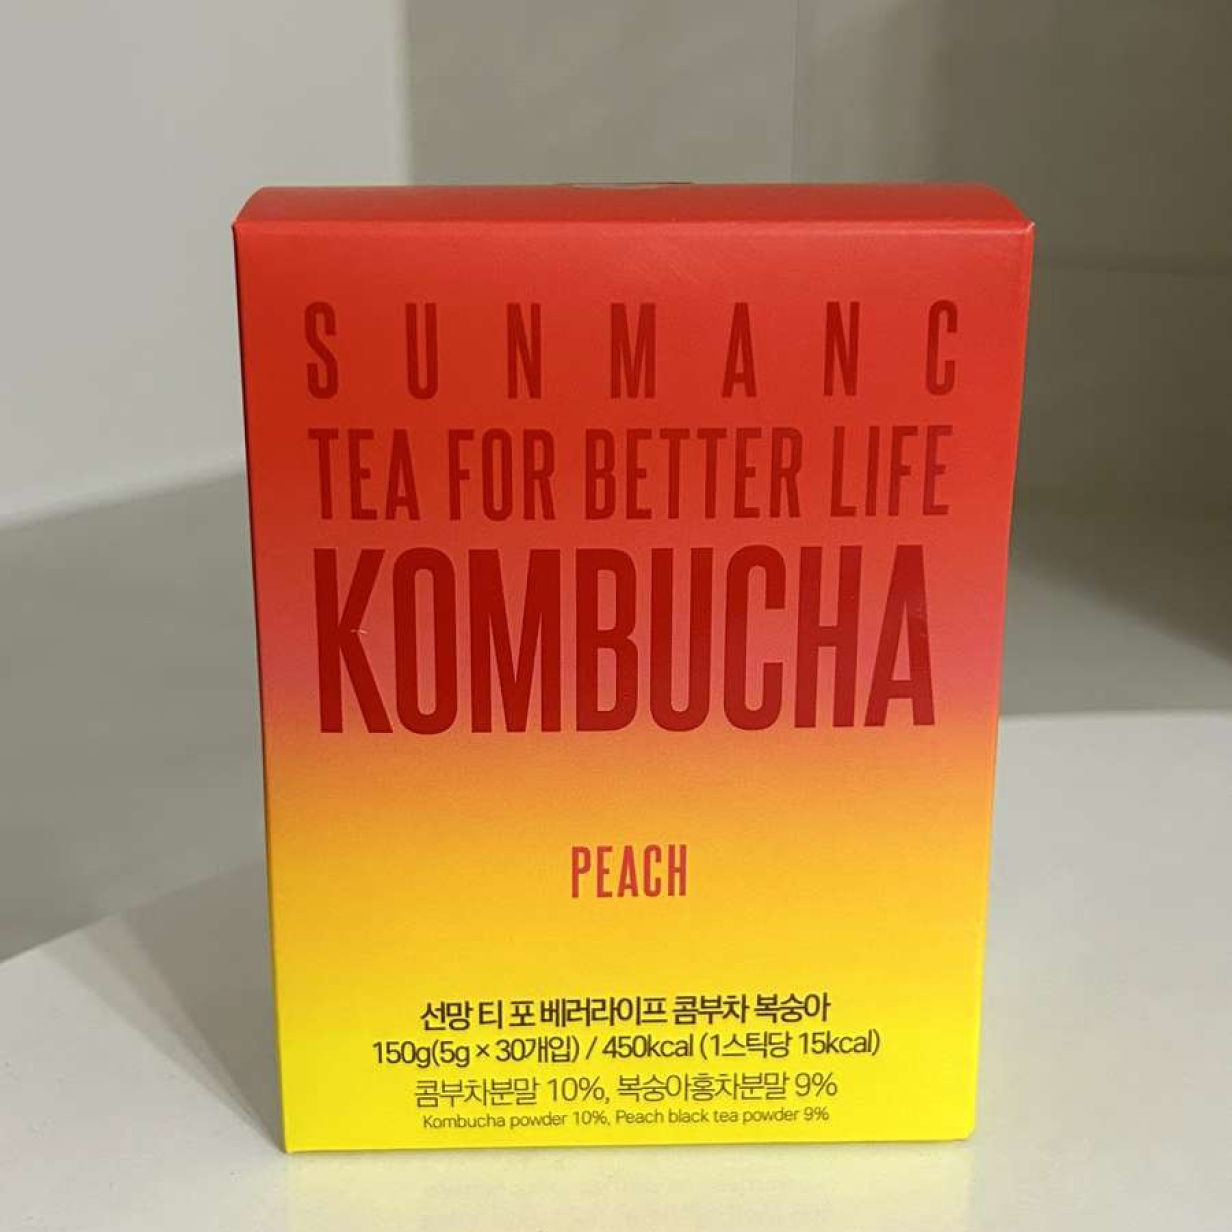 SUNMANC
TEA FOR BETTER LIFE
KOMBUCHA
PEACH
선망 티 포 베러라이프 콤부차 복숭아
150g(5g × 30개입) / 450kcal (1스틱당 15kcal)
콤부차분말 10%, 복숭아홍차분말 9%
Kombucha powder 10%, Peach black tea powder 9%